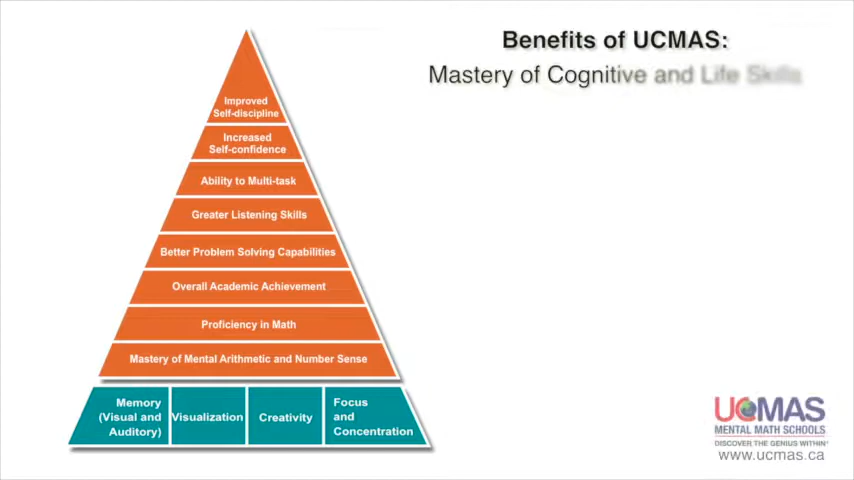 Benefits of UCMAS:
Mastery of Cognitive and Life Skills
Improved
Self-discipline
Increased
Self-confidence
Ability to Multi-task
Greater Listening Skills
Better Problem Solving Capabilities
Overall Academic Achievement
Proficiency in Math
Mastery of Mental Arithmetic and Number Sense
Memory
(Visual and
Auditory)
Visualization
Creativity
Focus
and
Concentration
UCMAS
MENTAL MATH SCHOOLS
DISCOVER THE GENIUS WITHIN®
www.ucmas.ca